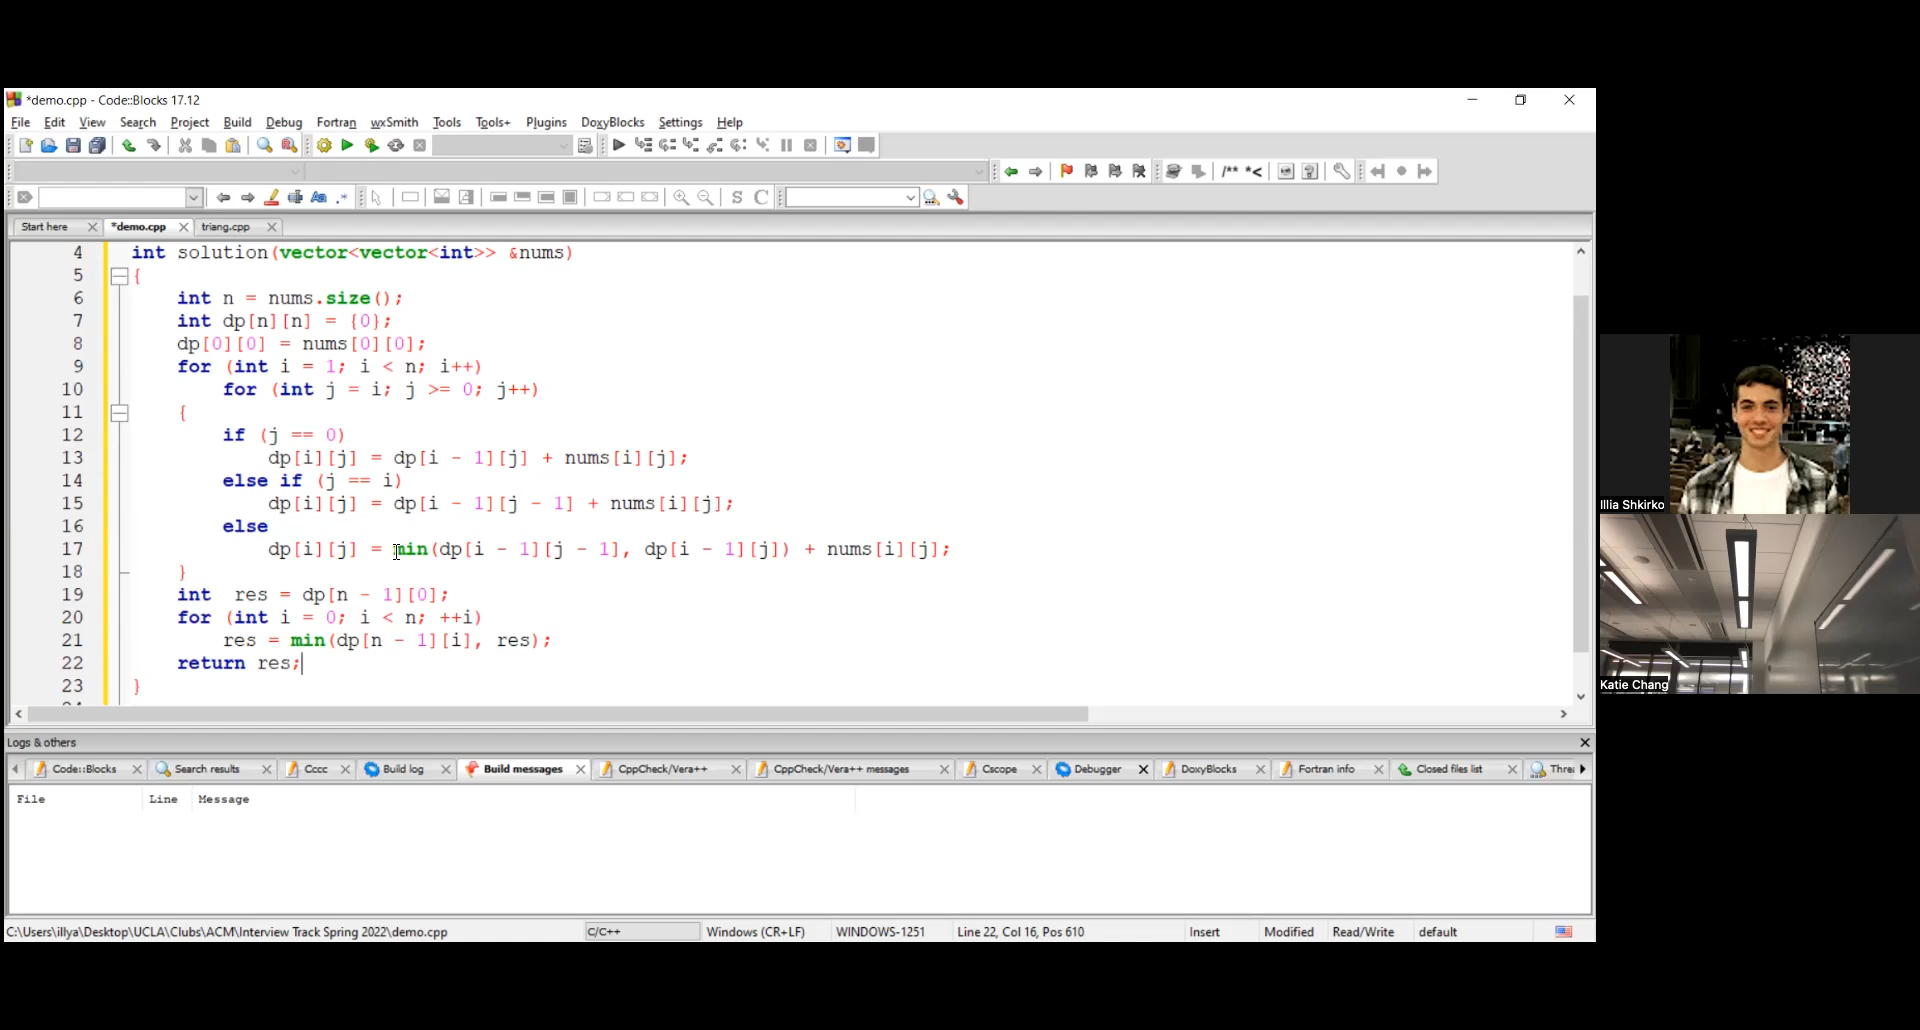 *demo.cpp - Code::Blocks 17.12
File Edit View Search Project Build Debug Fortran wxSmith Tools Tools+ Plugins DoxyBlocks Settings Help
/** *<
Aa .*
S C
Start here *demo.cpp triang.cpp
4 int solution(vector<vector<int>> &nums)
5 {
6 int n = nums.size();
7 int dp[n][n] = {0};
8 dp[0][0] = nums[0][0];
9 for (int i = 1; i < n; i++)
10 for (int j = i; j >= 0; j++)
11 {
12 if (j == 0)
13 dp[i][j] = dp[i - 1][j] + nums[i][j];
14 else if (j == i)
15 dp[i][j] = dp[i - 1][j - 1] + nums[i][j];
16 else
17 dp[i][j] = min(dp[i - 1][j - 1], dp[i - 1][j]) + nums[i][j];
18 }
19 int res = dp[n - 1][0];
20 for (int i = 0; i < n; ++i)
21 res = min(dp[n - 1][i], res);
22 return res;
23 }
Logs & others
Code::Blocks Search results Cccc Build log Build messages CppCheck/Vera++ CppCheck/Vera++ messages Cscope Debugger DoxyBlocks Fortran info Closed files list Thre
File Line Message
C:\Users\illya\Desktop\UCLA\Clubs\ACM\Interview Track Spring 2022\demo.cpp C/C++ Windows (CR+LF) WINDOWS-1251 Line 22, Col 16, Pos 610 Insert Modified Read/Write default
Illia Shkirko
Katie Chang